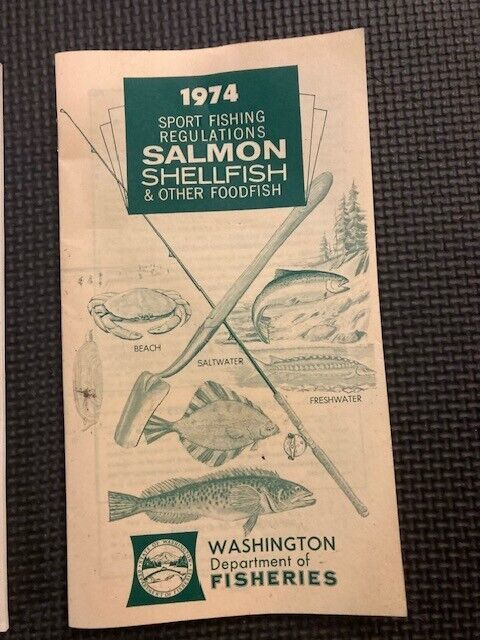 1974
SPORT FISHING
REGULATIONS
SALMON
SHELLFISH
& OTHER FOODFISH
BEACH
SALTWATER
FRESHWATER
WASHINGTON
Department of
FISHERIES